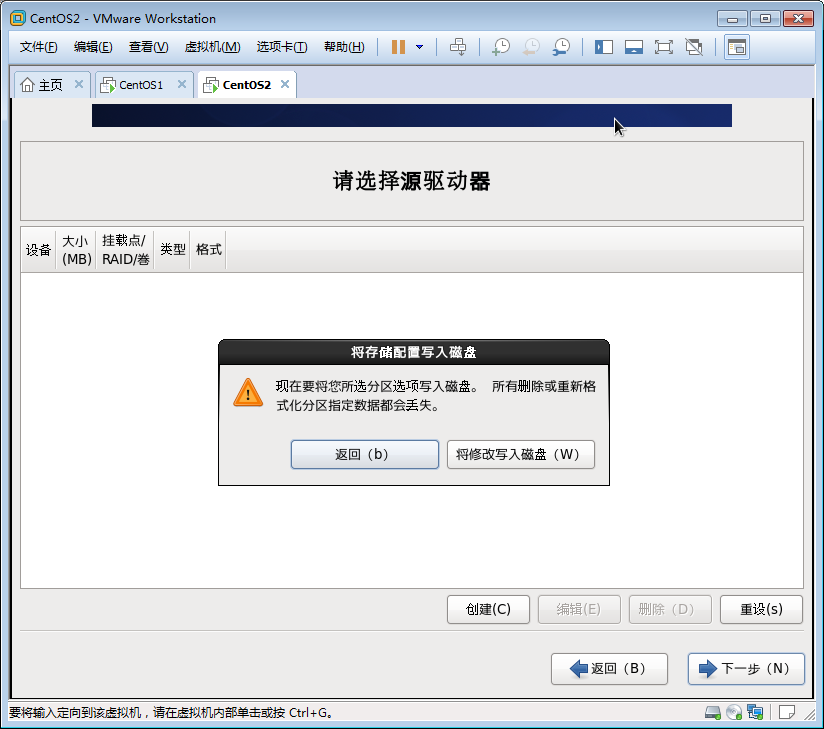 CentOS2 - VMware Workstation
文件(F) 编辑(E) 查看(V) 虚拟机(M) 选项卡(T) 帮助(H)
主页 CentOS1 CentOS2
请选择源驱动器
设备 大小 (MB) 挂载点/ RAID/卷 类型 格式
将存储配置写入磁盘
现在要将您所选分区选项写入磁盘。 所有删除或重新格
式化分区指定数据都会丢失。
返回（b） 将修改写入磁盘（W）
创建(C) 编辑(E) 删除（D） 重设(s)
返回（B） 下一步（N）
要将输入定向到该虚拟机，请在虚拟机内部单击或按 Ctrl+G。